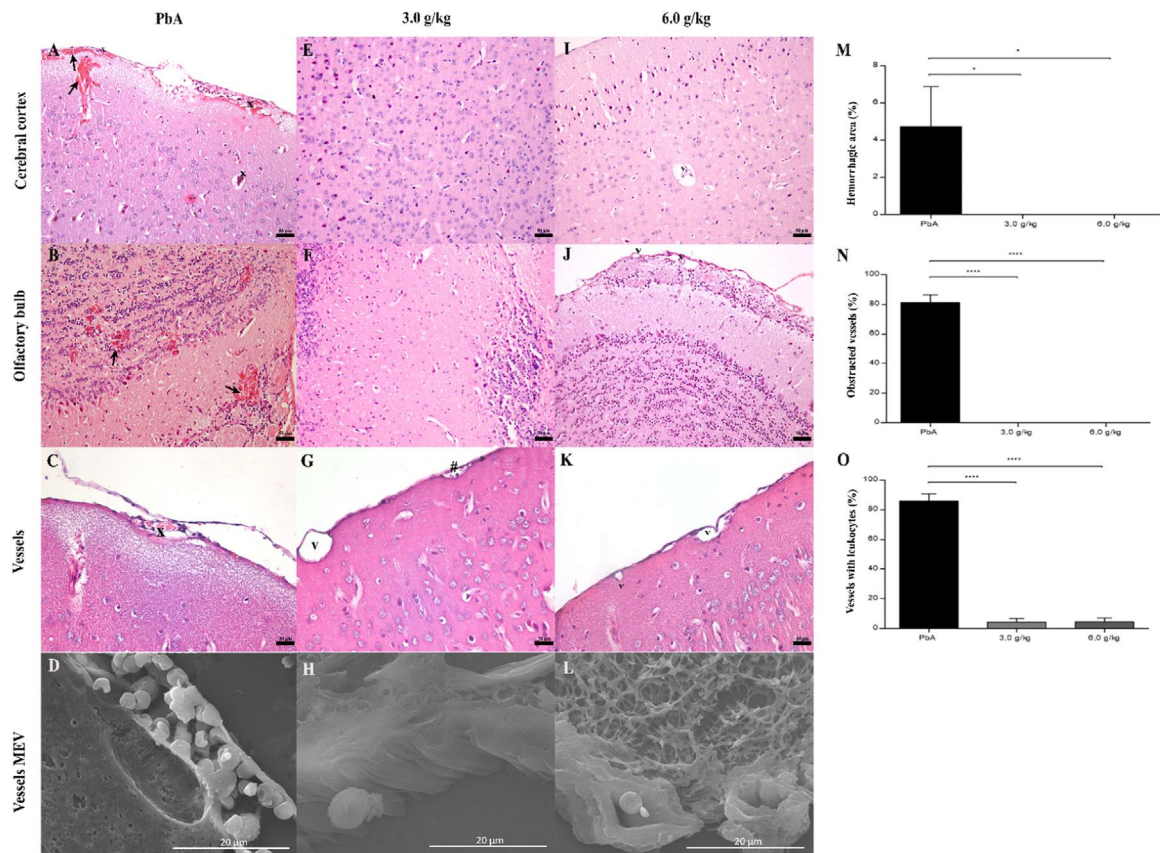 PbA
3.0 g/kg
6.0 g/kg
Cerebral cortex
A
x
x
x
E
I
M
Hemorrhagic area (%)
8
6
4
2
0
*
*
PbA
3.0 g/kg
6.0 g/kg
Olfactory bulb
B
F
J
v
N
Obstructed vessels (%)
100
80
60
40
20
0
****
****
PbA
3.0 g/kg
6.0 g/kg
Vessels
C
x
G
#
v
K
v
v
O
Vessels with leukocytes (%)
100
80
60
40
20
0
****
****
PbA
3.0 g/kg
6.0 g/kg
Vessels MEV
D
20 µm
H
20 µm
L
20 µm